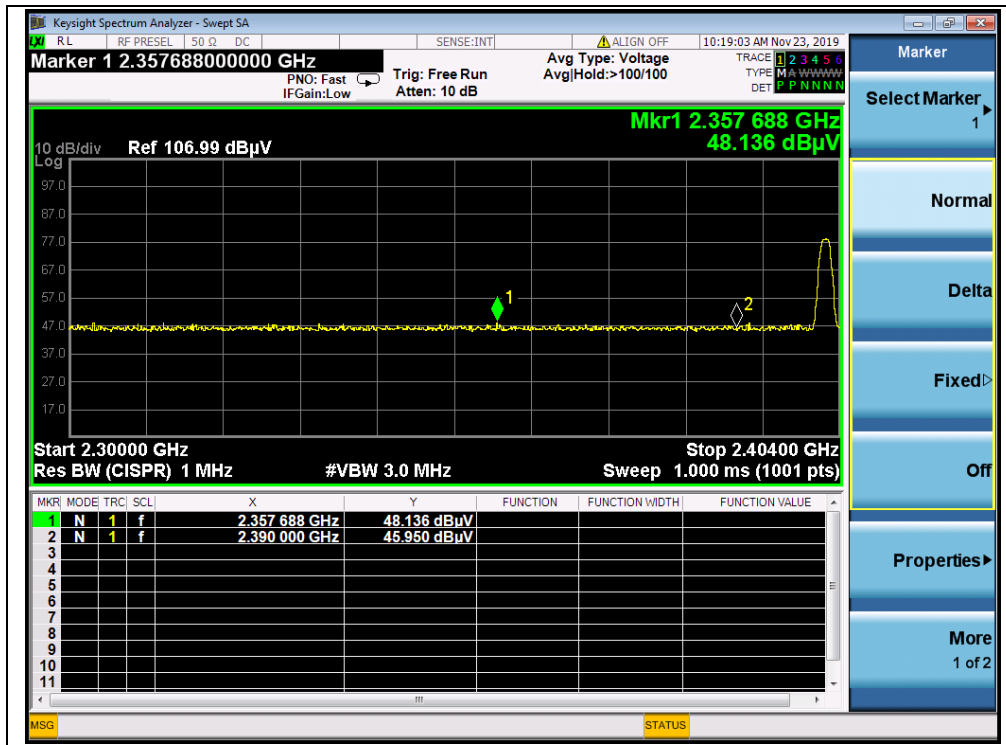 Keysight Spectrum Analyzer - Swept SA
LXI RL RF PRESEL 50 Ω DC SENSE:INT ALIGN OFF 10:19:03 AM Nov 23, 2019
Marker 1 2.357688000000 GHz
PNO: Fast
IFGain:Low
Trig: Free Run
Atten: 10 dB
Avg Type: Voltage
Avg|Hold:>100/100
TRACE 1 2 3 4 5 6
TYPE M A W W W W
DET P P N N N N
Mkr1 2.357 688 GHz
48.136 dBµV
10 dB/div Ref 106.99 dBµV
Log
97.0
87.0
77.0
67.0
57.0
47.0
37.0
27.0
17.0
1
2
Start 2.30000 GHz Stop 2.40400 GHz
Res BW (CISPR) 1 MHz #VBW 3.0 MHz Sweep 1.000 ms (1001 pts)
MKR MODE TRC SCL X Y FUNCTION FUNCTION WIDTH FUNCTION VALUE
1 N 1 f 2.357 688 GHz 48.136 dBµV
2 N 1 f 2.390 000 GHz 45.950 dBµV
3
4
5
6
7
8
9
10
11
MSG STATUS
Marker
Select Marker
1
Normal
Delta
Fixed
Off
Properties
More
1 of 2